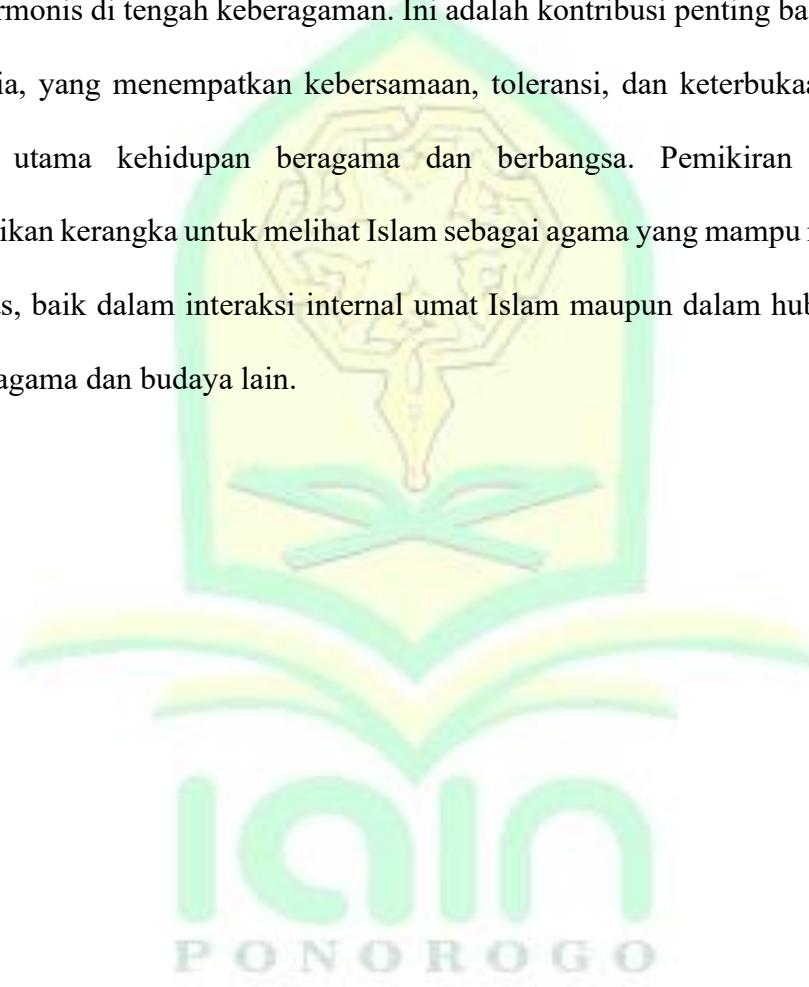 rmonis di tengah keberagaman. Ini adalah kontribusi penting ba
ia, yang menempatkan kebersamaan, toleransi, dan keterbukaa
utama kehidupan beragama dan berbangsa. Pemikiran
ikan kerangka untuk melihat Islam sebagai agama yang mampu
s, baik dalam interaksi internal umat Islam maupun dalam hub
agama dan budaya lain.
iain
PONOROGO